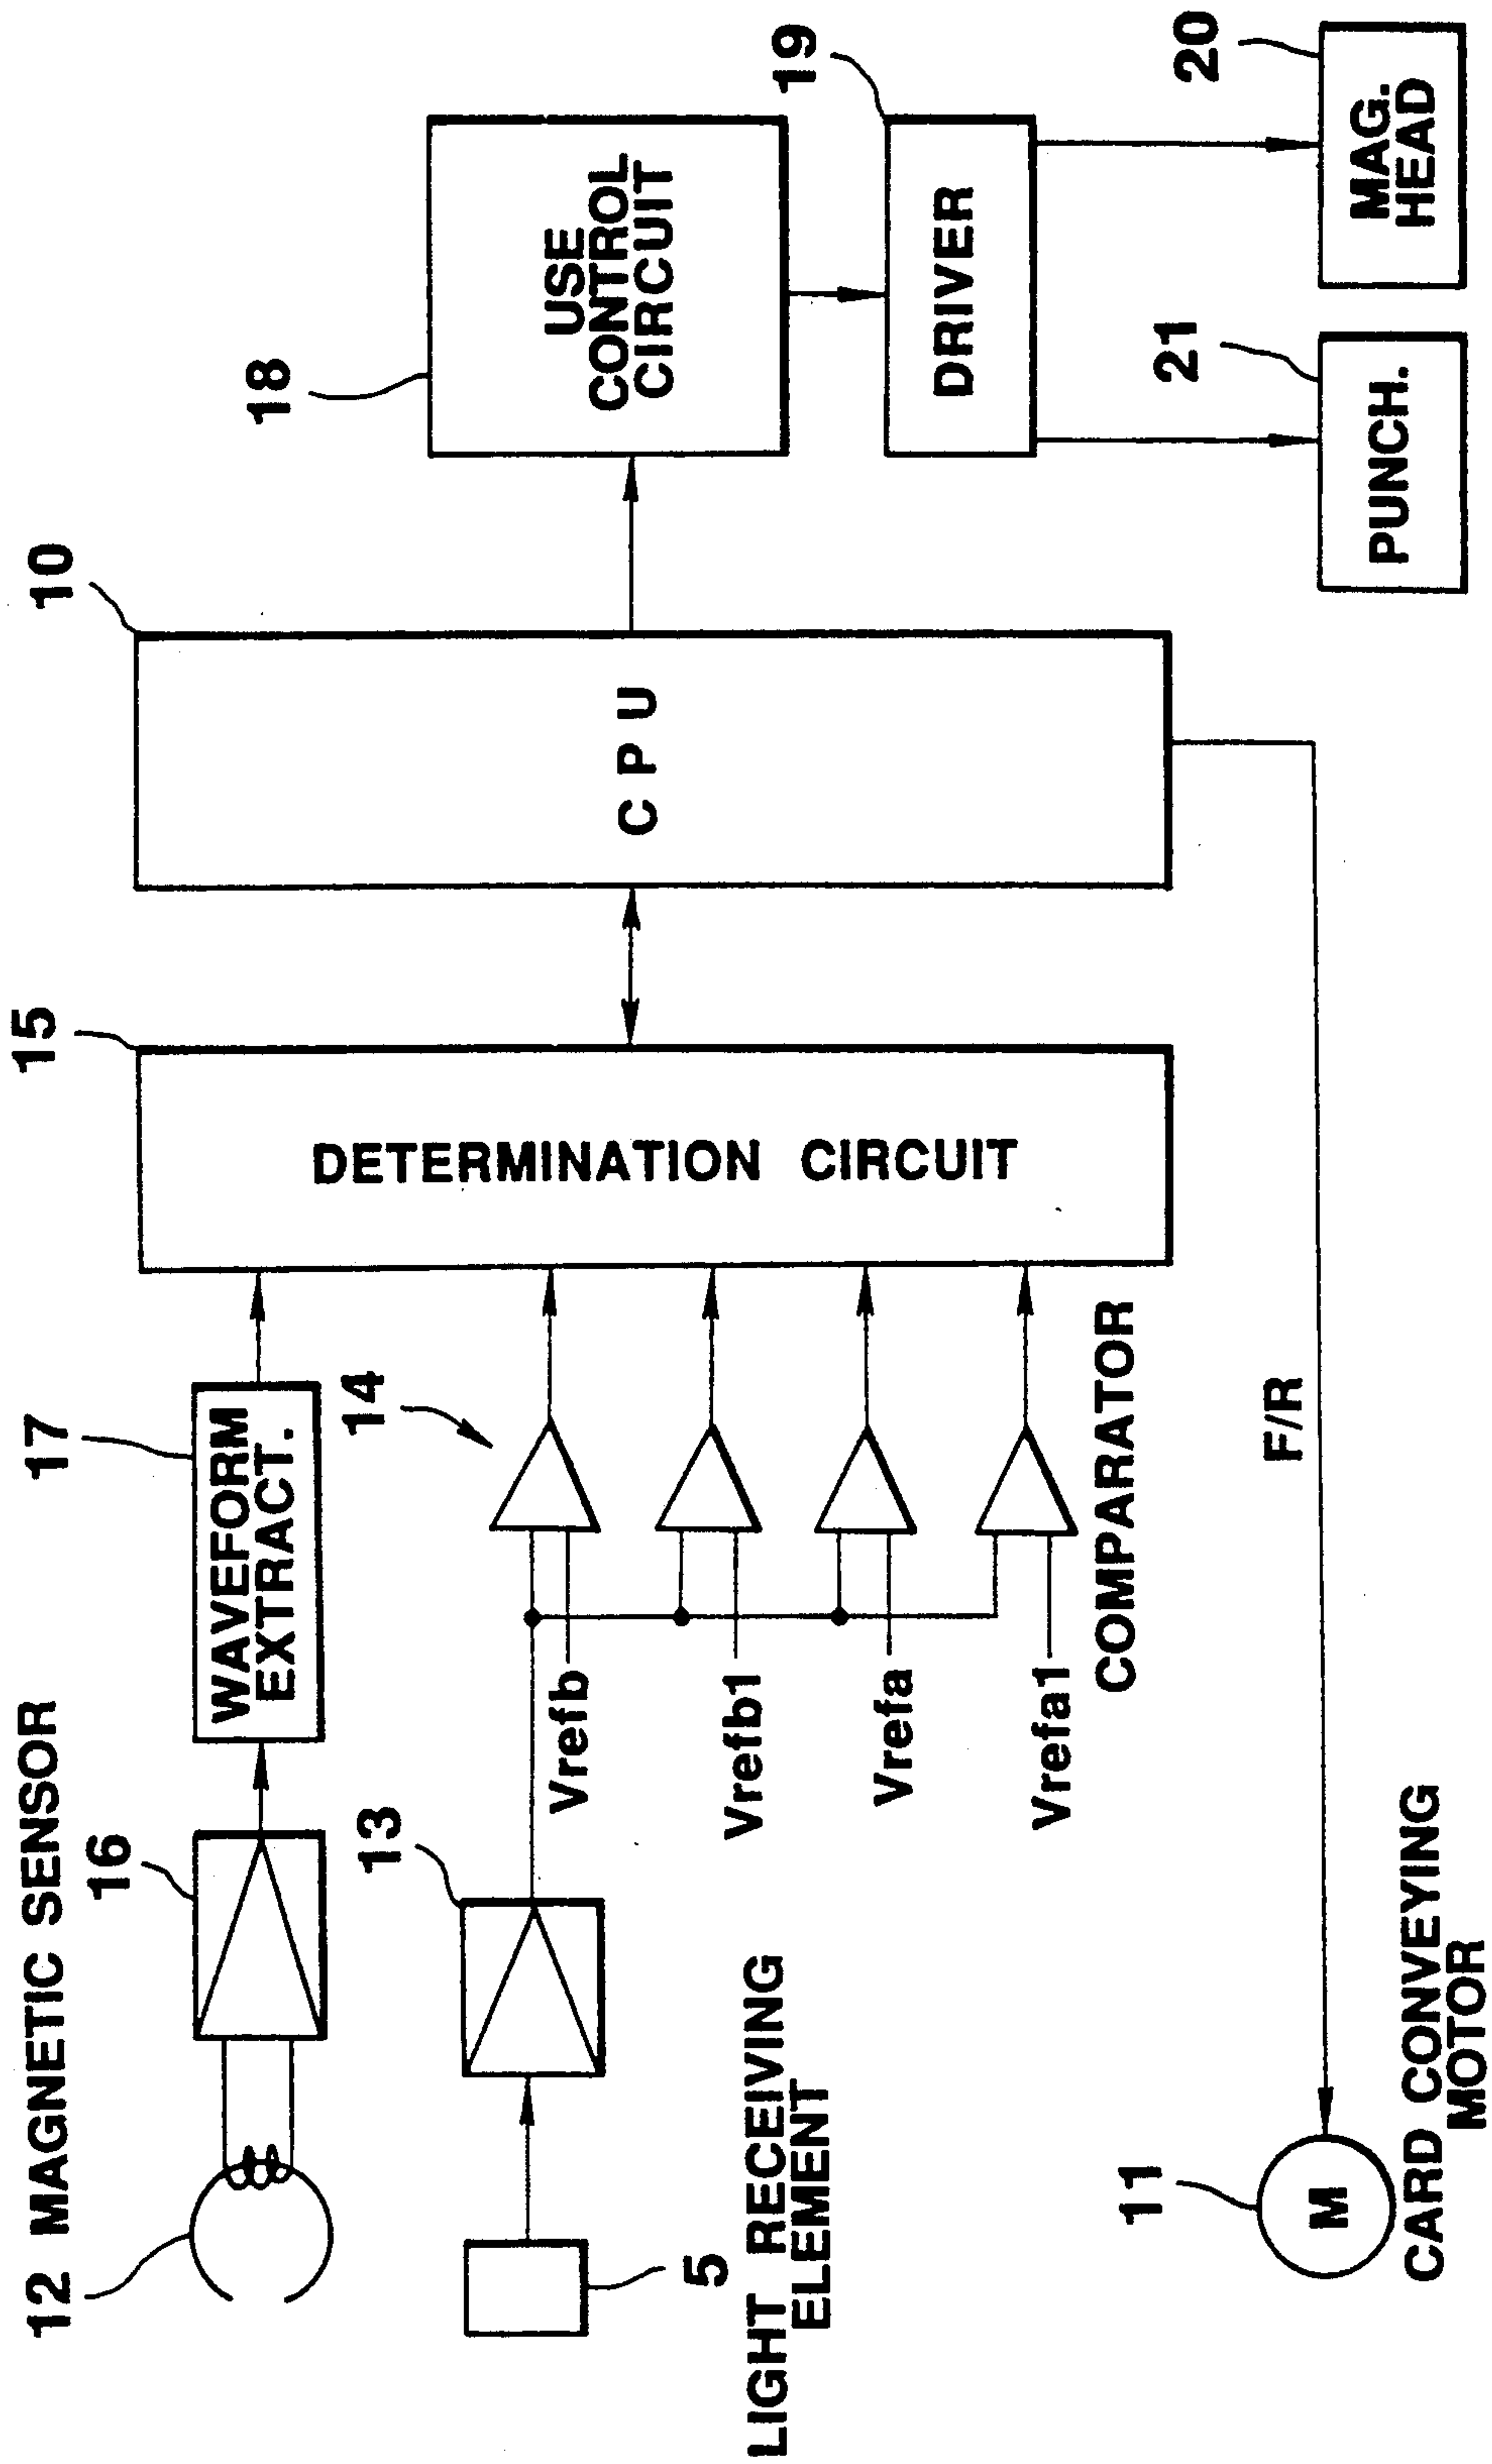 12 MAGNETIC SENSOR
16
17
WAVEFORM
EXTRACT.
15
10
18
USE
CONTROL
CIRCUIT
19
DRIVER
20
MAG.
HEAD
21
PUNCH.
CPU
DETERMINATION CIRCUIT
14
13
Vrefb
Vrefb1
Vrefa
Vrefa1
COMPARATOR
5
LIGHT RECEIVING
ELEMENT
F/R
11
M
CARD CONVEYING
MOTOR